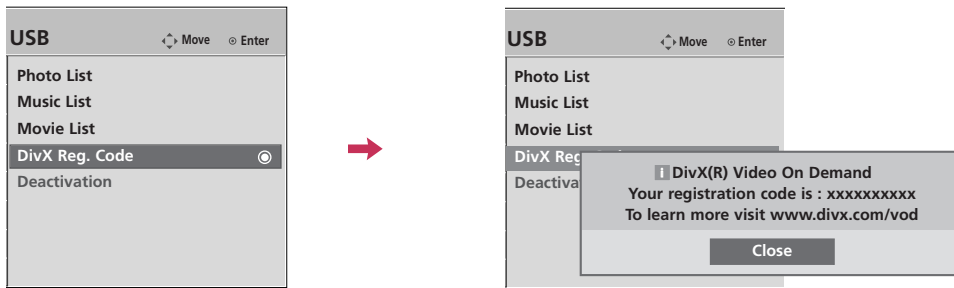 USB Move Enter
Photo List
Music List
Movie List
DivX Reg. Code
Deactivation
USB Move Enter
Photo List
Music List
Movie List
DivX Reg
Deactiva
i DivX(R) Video On Demand
Your registration code is : xxxxxxxxxx
To learn more visit www.divx.com/vod
Close